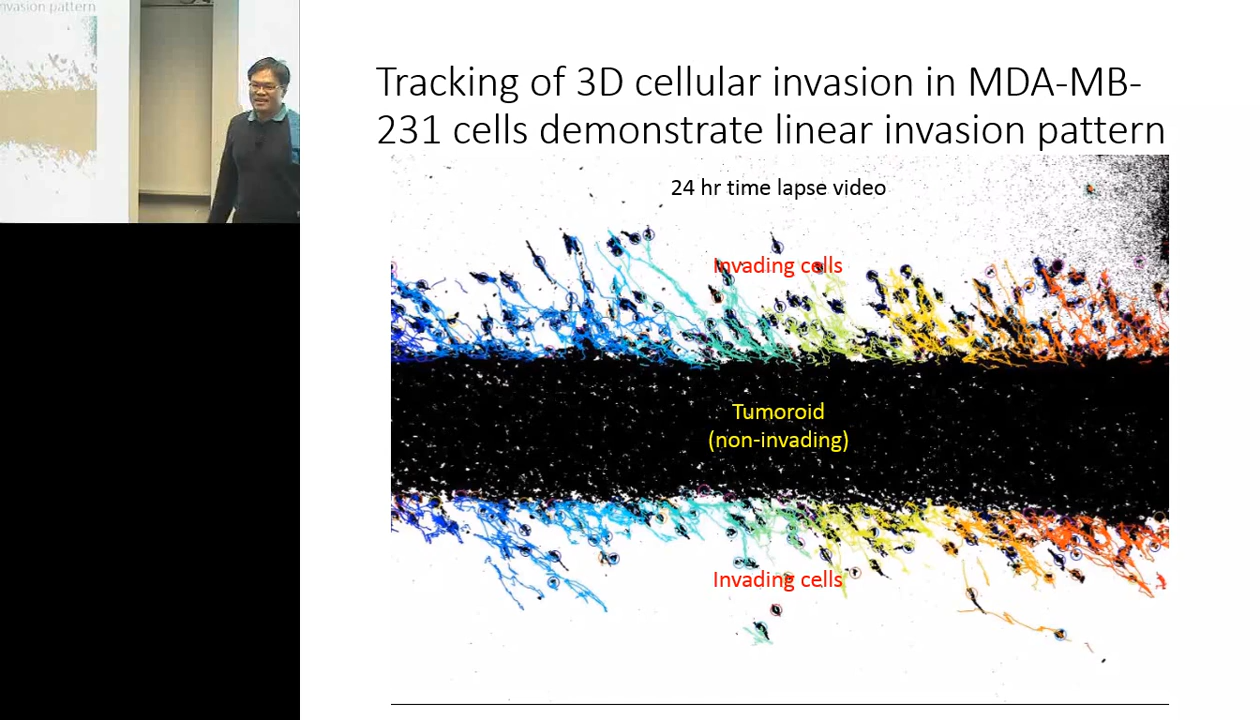 nvasion pattern
Tracking of 3D cellular invasion in MDA-MB-
231 cells demonstrate linear invasion pattern
24 hr time lapse video
Invading cells
Tumoroid
(non-invading)
Invading cells